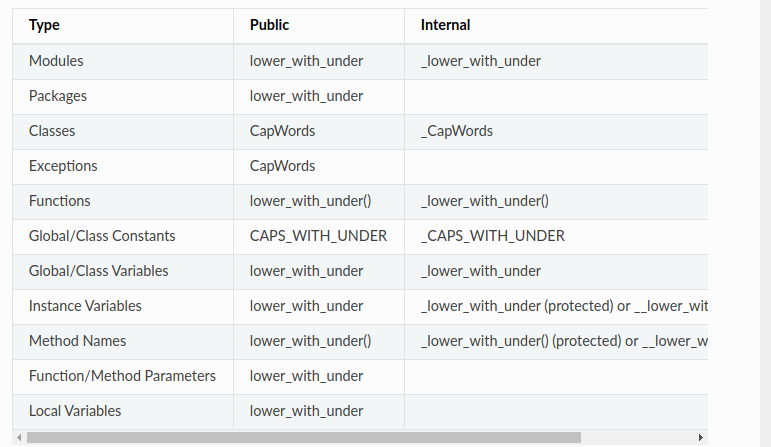 Type Public Internal
Modules lower_with_under _lower_with_under
Packages lower_with_under
Classes CapWords _CapWords
Exceptions CapWords
Functions lower_with_under() _lower_with_under()
Global/Class Constants CAPS_WITH_UNDER _CAPS_WITH_UNDER
Global/Class Variables lower_with_under _lower_with_under
Instance Variables lower_with_under _lower_with_under (protected) or __lower_wit
Method Names lower_with_under() _lower_with_under() (protected) or __lower_w
Function/Method Parameters lower_with_under
Local Variables lower_with_under